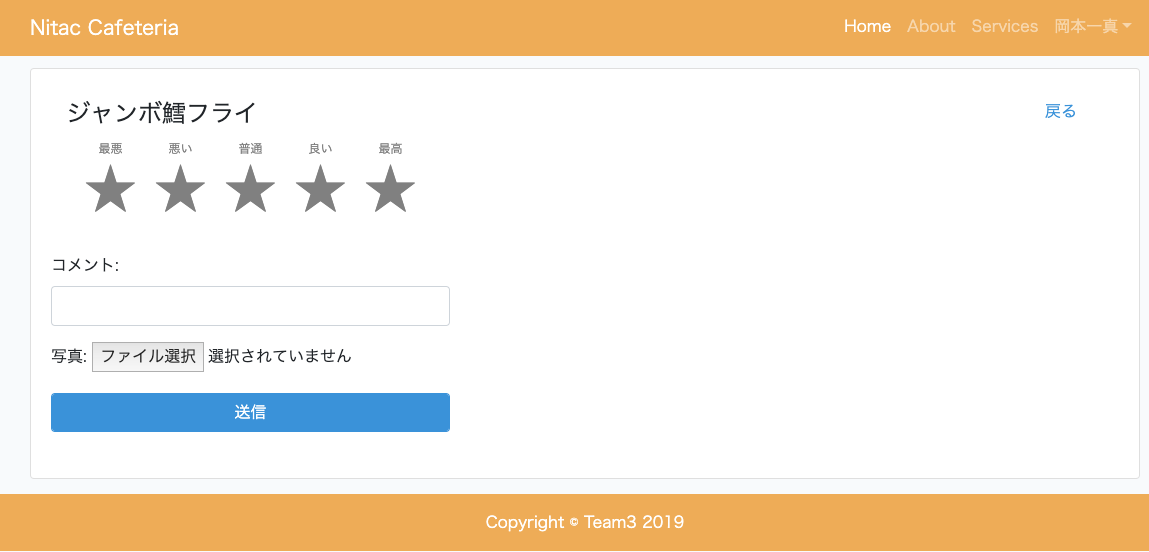 Nitac Cafeteria Home About Services 岡本一真
ジャンボ鱈フライ 戻る
最悪 悪い 普通 良い 最高
コメント:
写真: ファイル選択 選択されていません
送信
Copyright © Team3 2019